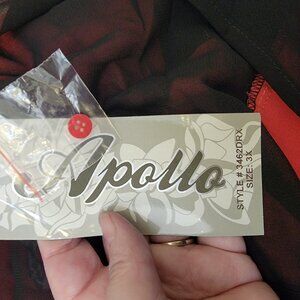 Apollo
STYLE # 3462DRX
SIZE: 3X